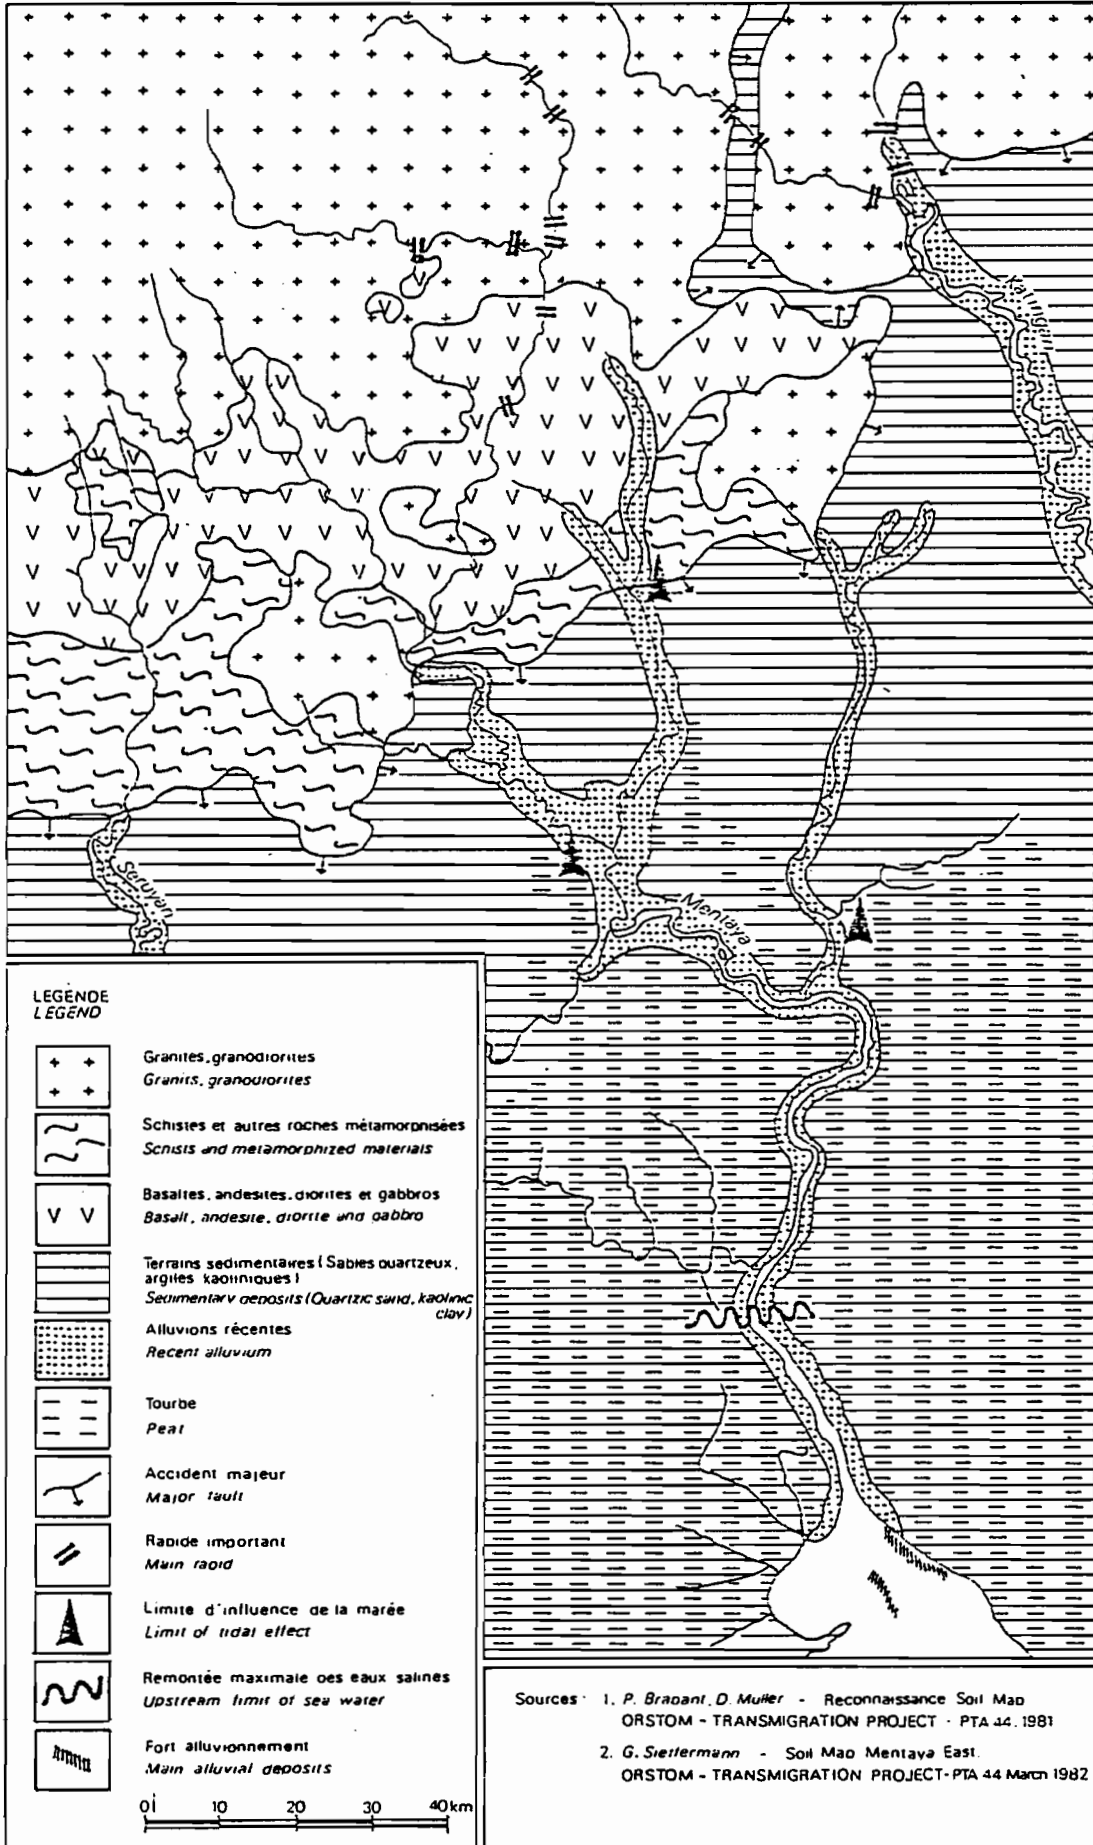 Seruyan
Mentaya
LEGENDE
LEGEND
Granites, granodiorites
Granits, granodiorites
Schistes et autres roches métamorphisées
Schists and metamorphized materials
Basaltes, andesites, diorites et gabbros
Basalt, andesite, diorite and gabbro
Terrains sedimentaires (Sables quartzeux,
argiles kaoliniques)
Sedimentary deposits (Quartzic sand, kaolinic
clay)
Alluvions récentes
Recent alluvium
Tourbe
Peat
Accident majeur
Major fault
Rapide important
Main rapid
Limite d'influence de la marée
Limit of tidal effect
Remontée maximale des eaux salines
Upstream limit of sea water
Fort alluvionnement
Main alluvial deposits
0 10 20 30 40 km
Sources : 1. P. Brabant, D. Muller - Reconnaissance Soil Map
ORSTOM - TRANSMIGRATION PROJECT - PTA 44. 1981
2. G. Sieffermann - Soil Map Mentaya East.
ORSTOM - TRANSMIGRATION PROJECT - PTA 44 March 1982